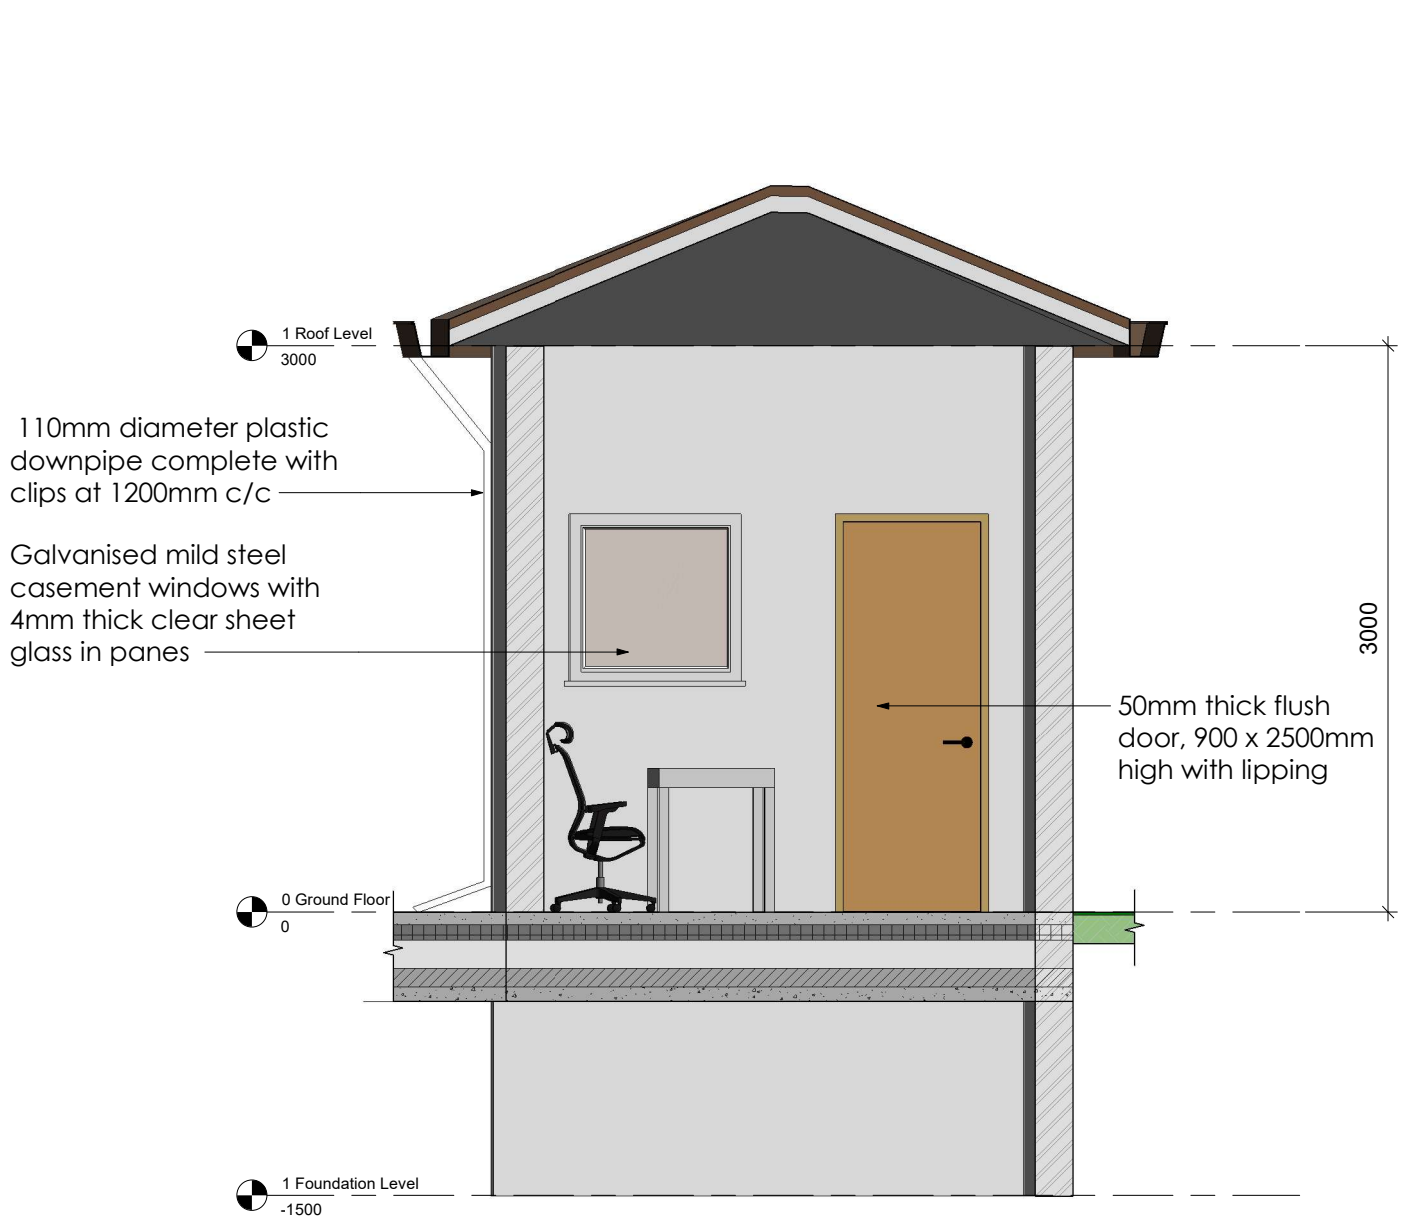 1 Roof Level
3000
110mm diameter plastic
downpipe complete with
clips at 1200mm c/c
Galvanised mild steel
casement windows with
4mm thick clear sheet
glass in panes
3000
50mm thick flush
door, 900 x 2500mm
high with lipping
0 Ground Floor
0
1 Foundation Level
-1500